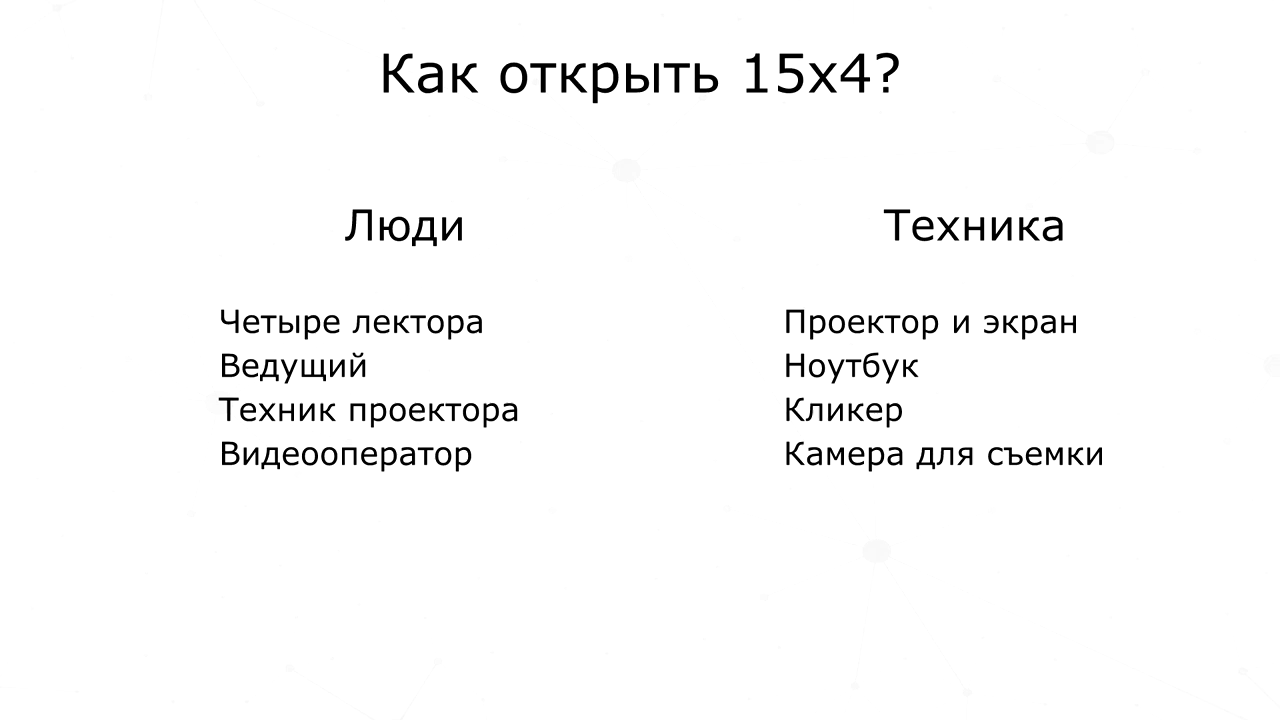 Как открыть 15x4?
Люди
Четыре лектора
Ведущий
Техник проектора
Видеооператор
Техника
Проектор и экран
Ноутбук
Кликер
Камера для съемки